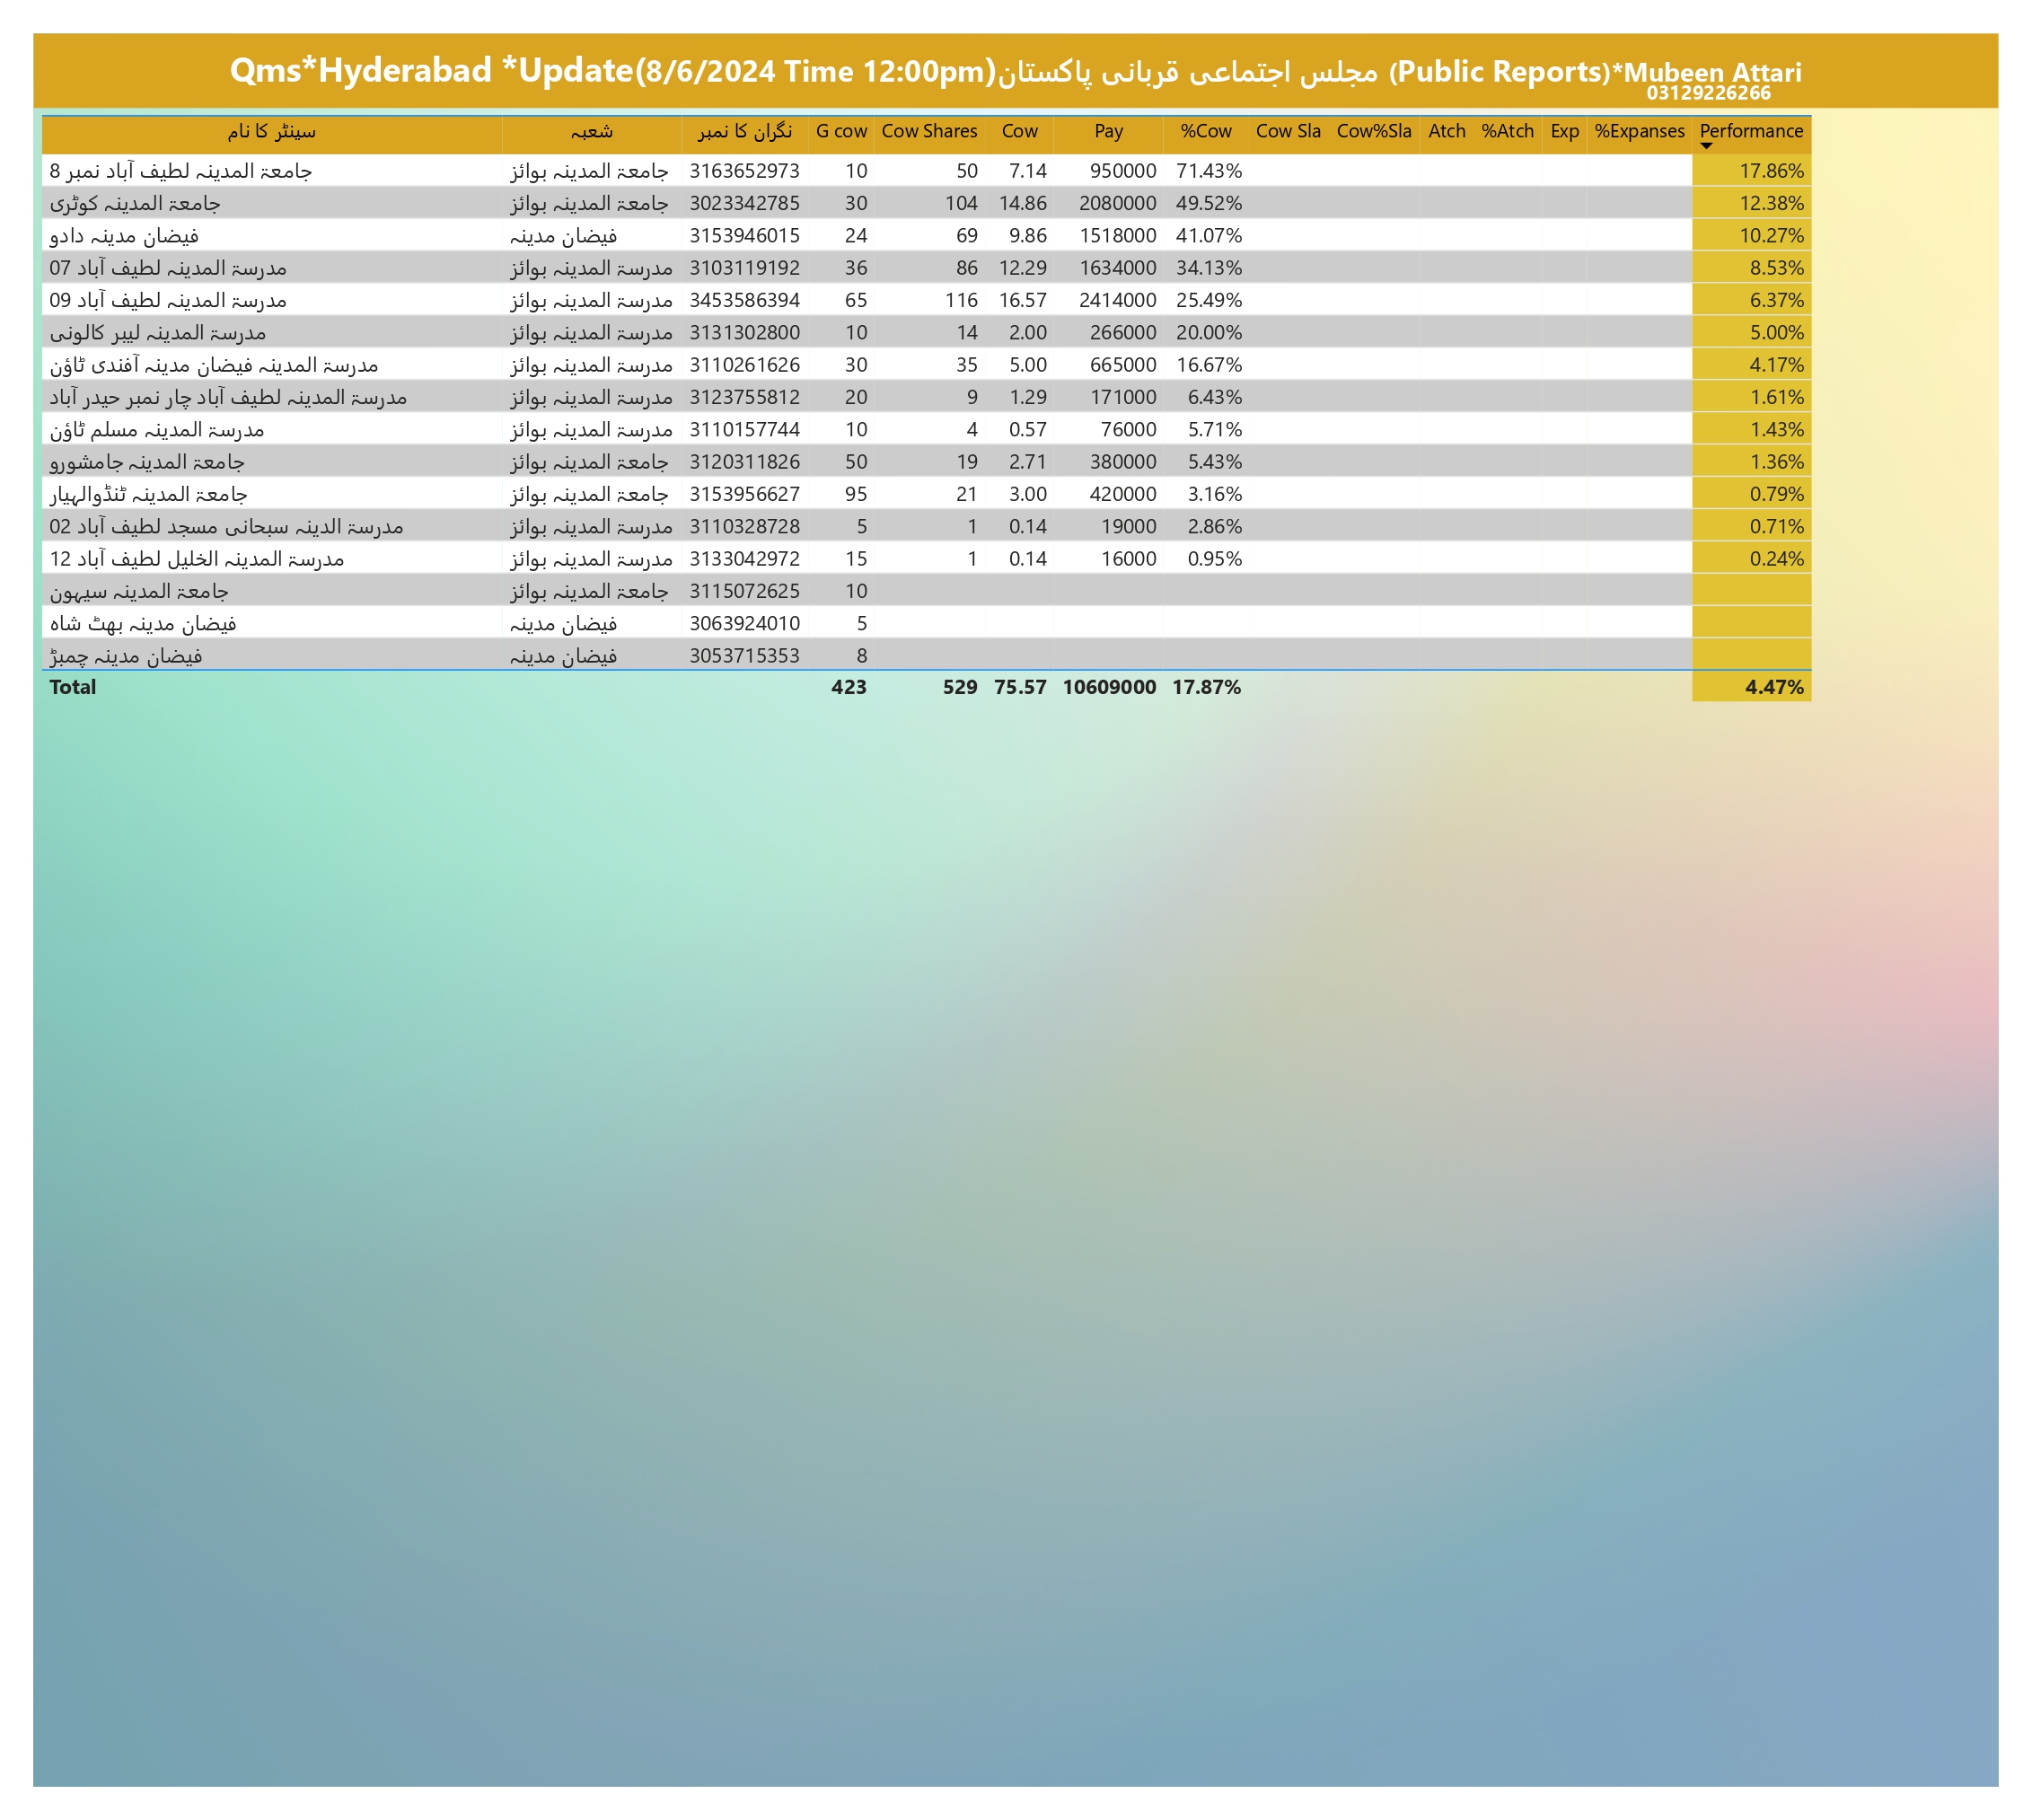 Qms*Hyderabad *Update(8/6/2024 Time 12:00pm)مجلس اجتماعی قربانی پاکستان (Public Reports)*Mubeen Attari
03129226266
سینٹر کا نام شعبہ نگران کا نمبر G cow Cow Shares Cow Pay %Cow Cow Sla Cow%Sla Atch %Atch Exp %Expanses Performance
جامعۃ المدینہ لطیف آباد نمبر 8 جامعۃ المدینہ بوائز 3163652973 10 50 7.14 950000 71.43% 17.86%
جامعۃ المدینہ کوٹری جامعۃ المدینہ بوائز 3023342785 30 104 14.86 2080000 49.52% 12.38%
فیضان مدینہ دادو فیضان مدینہ 3153946015 24 69 9.86 1518000 41.07% 10.27%
مدرسۃ المدینہ لطیف آباد 07 مدرسۃ المدینہ بوائز 3103119192 36 86 12.29 1634000 34.13% 8.53%
مدرسۃ المدینہ لطیف آباد 09 مدرسۃ المدینہ بوائز 3453586394 65 116 16.57 2414000 25.49% 6.37%
مدرسۃ المدینہ لیبر کالونی مدرسۃ المدینہ بوائز 3131302800 10 14 2.00 266000 20.00% 5.00%
مدرسۃ المدینہ فیضان مدینہ آفندی ٹاؤن مدرسۃ المدینہ بوائز 3110261626 30 35 5.00 665000 16.67% 4.17%
مدرسۃ المدینہ لطیف آباد چار نمبر حیدر آباد مدرسۃ المدینہ بوائز 3123755812 20 9 1.29 171000 6.43% 1.61%
مدرسۃ المدینہ مسلم ٹاؤن مدرسۃ المدینہ بوائز 3110157744 10 4 0.57 76000 5.71% 1.43%
جامعۃ المدینہ جامشورو جامعۃ المدینہ بوائز 3120311826 50 19 2.71 380000 5.43% 1.36%
جامعۃ المدینہ ٹنڈوالہیار جامعۃ المدینہ بوائز 3153956627 95 21 3.00 420000 3.16% 0.79%
مدرسۃ الدینہ سبحانی مسجد لطیف آباد 02 مدرسۃ المدینہ بوائز 3110328728 5 1 0.14 19000 2.86% 0.71%
مدرسۃ المدینہ الخلیل لطیف آباد 12 مدرسۃ المدینہ بوائز 3133042972 15 1 0.14 16000 0.95% 0.24%
جامعۃ المدینہ سیہون جامعۃ المدینہ بوائز 3115072625 10
فیضان مدینہ بھٹ شاہ فیضان مدینہ 3063924010 5
فیضان مدینہ چمبڑ فیضان مدینہ 3053715353 8
Total 423 529 75.57 10609000 17.87% 4.47%